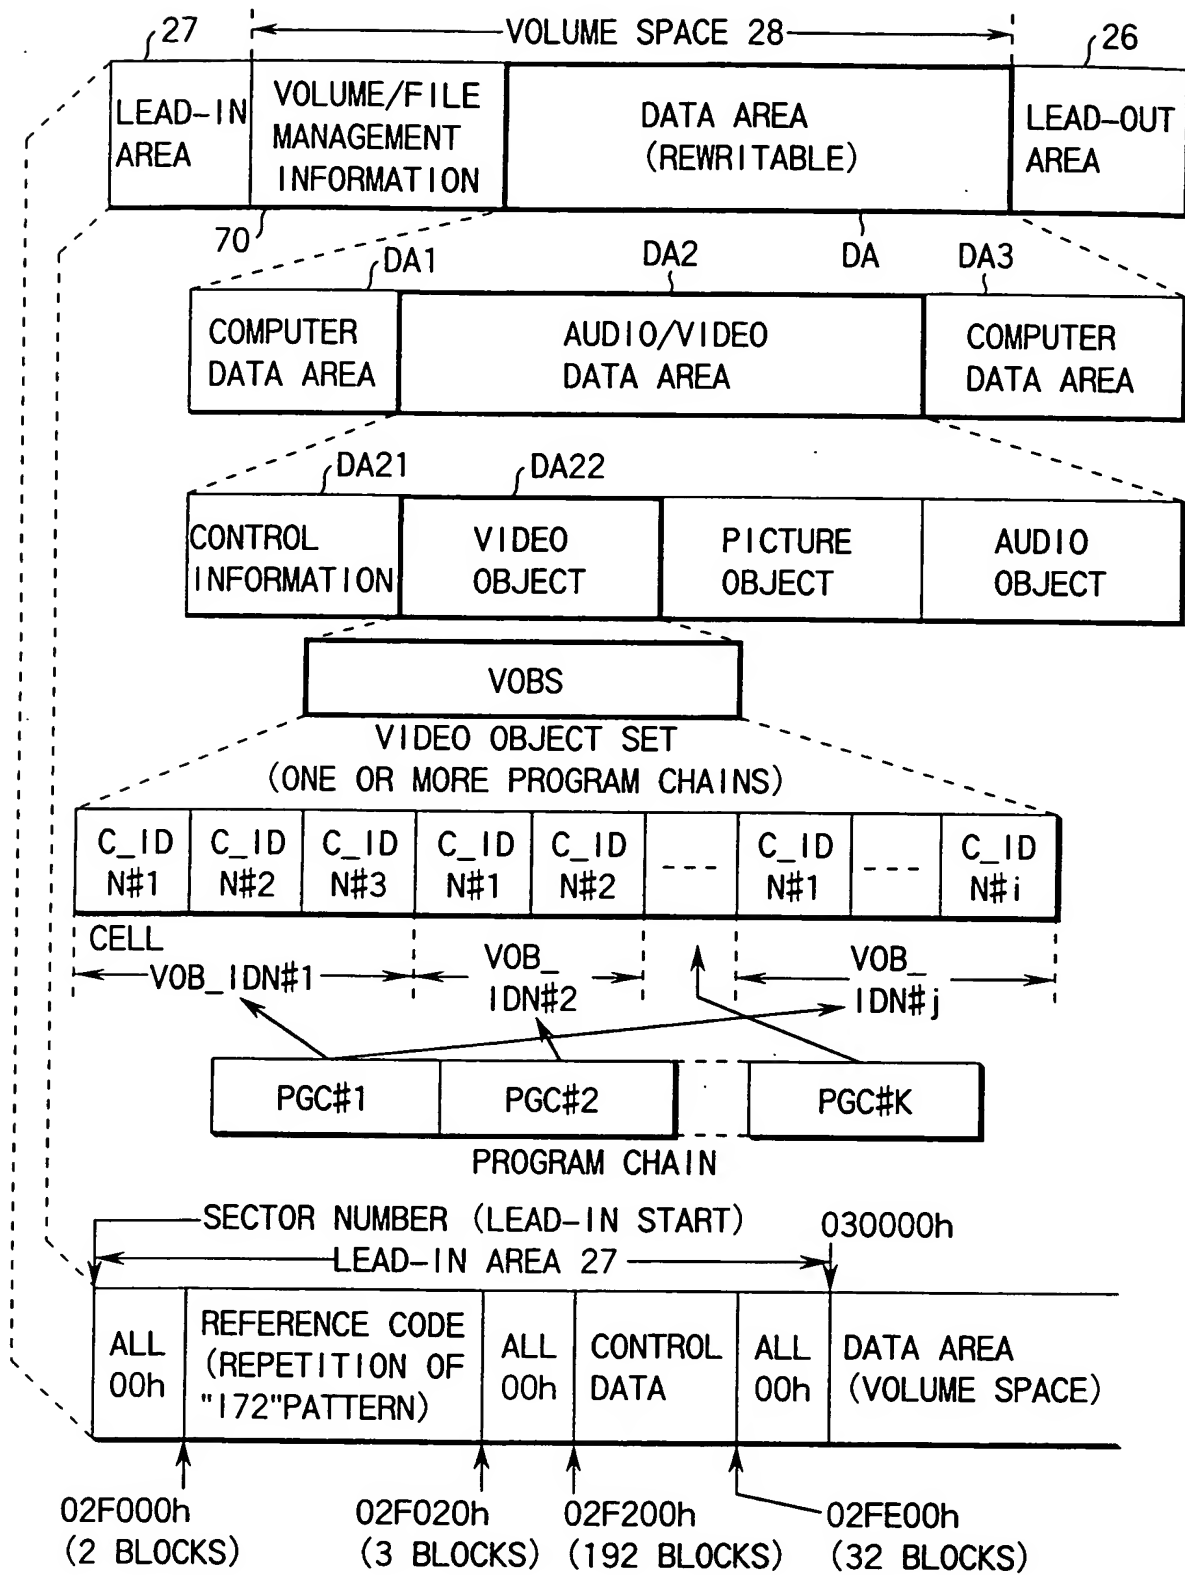 27
VOLUME SPACE 28
26
LEAD-IN
AREA
VOLUME/FILE
MANAGEMENT
INFORMATION
DATA AREA
(REWRITABLE)
LEAD-OUT
AREA
70
DA1
DA2
DA
DA3
COMPUTER
DATA AREA
AUDIO/VIDEO
DATA AREA
COMPUTER
DATA AREA
DA21
DA22
CONTROL
INFORMATION
VIDEO
OBJECT
PICTURE
OBJECT
AUDIO
OBJECT
VOBS
VIDEO OBJECT SET
(ONE OR MORE PROGRAM CHAINS)
C_ID
N#1
C_ID
N#2
C_ID
N#3
C_ID
N#1
C_ID
N#2
---
C_ID
N#1
----
C_ID
N#i
CELL
VOB_IDN#1
VOB_
IDN#2
VOB_
IDN#j
PGC#1
PGC#2
PGC#K
PROGRAM CHAIN
SECTOR NUMBER (LEAD-IN START)
030000h
LEAD-IN AREA 27
ALL
00h
REFERENCE CODE
(REPETITION OF
"172"PATTERN)
ALL
00h
CONTROL
DATA
ALL
00h
DATA AREA
(VOLUME SPACE)
02F000h
(2 BLOCKS)
02F020h
(3 BLOCKS)
02F200h
(192 BLOCKS)
02FE00h
(32 BLOCKS)